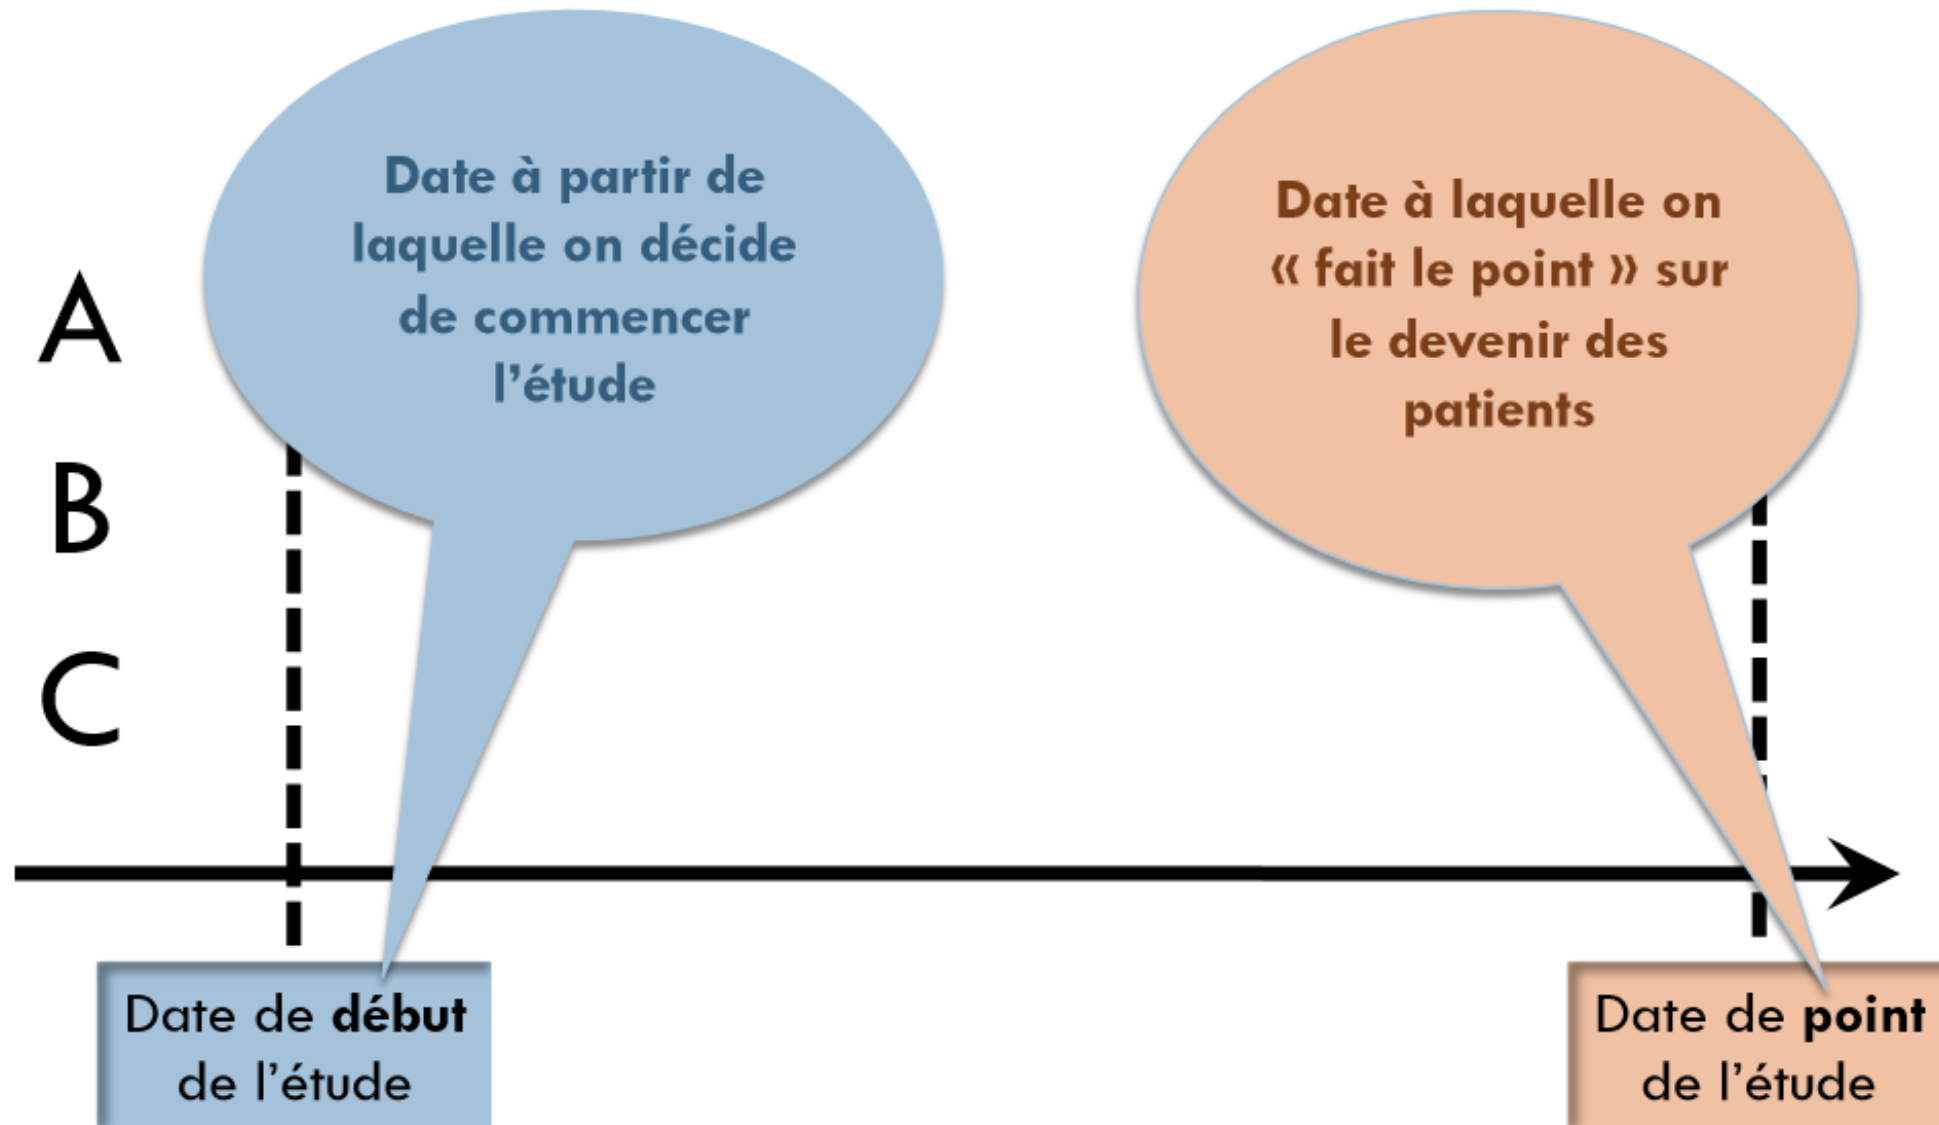 Date à partir de
laquelle on décide
de commencer
l’étude
Date à laquelle on
« fait le point » sur
le devenir des
patients
A
B
C
Date de début
de l’étude
Date de point
de l’étude